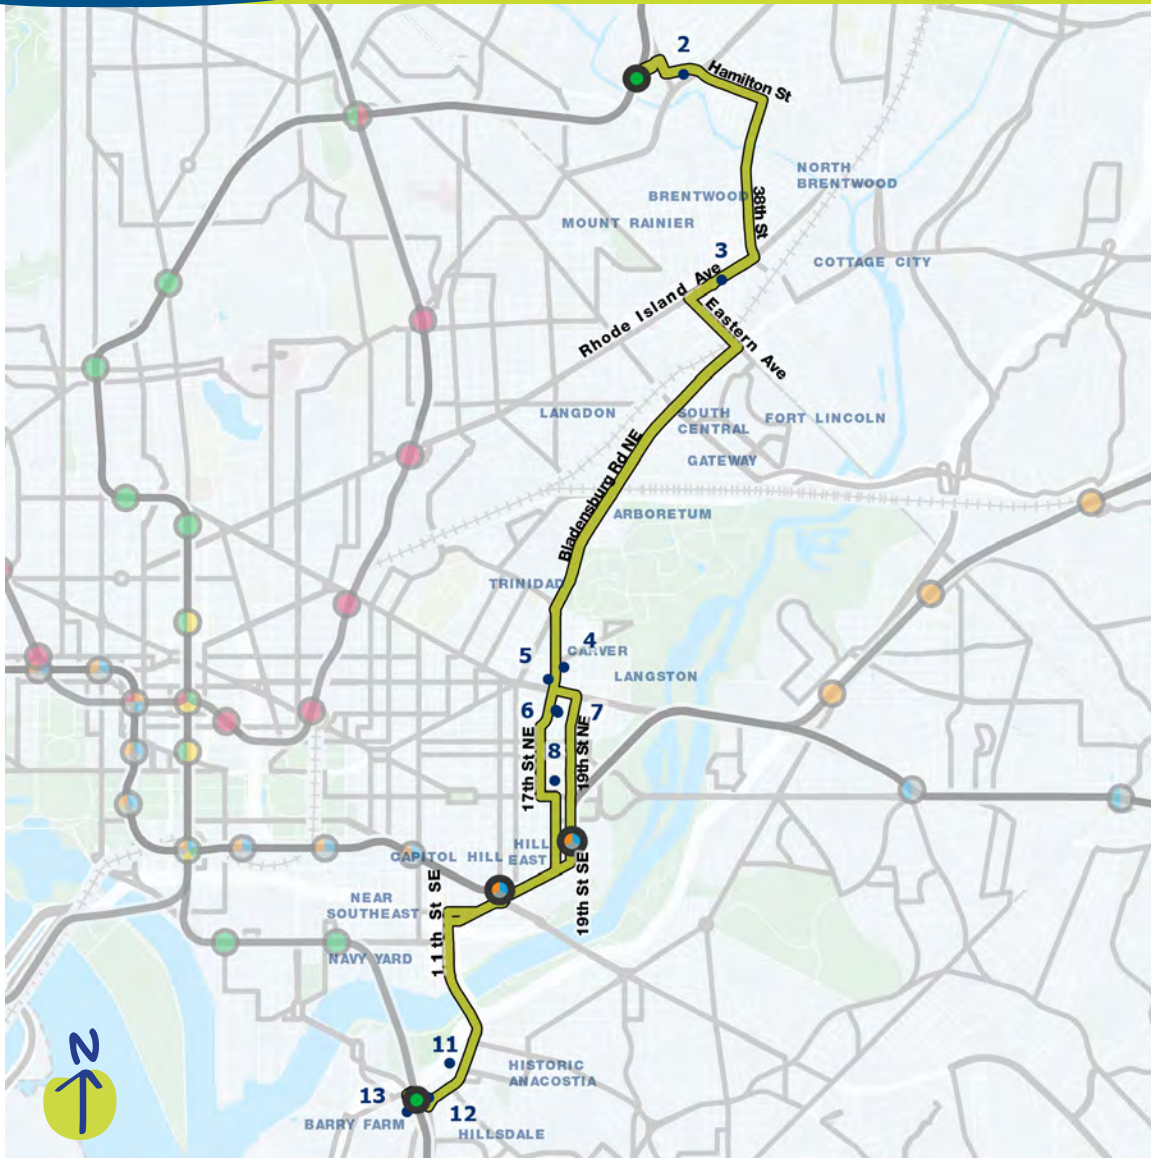 2
Hamilton St
NORTH
BRENTWOOD
BRENTWOOD
38th St
MOUNT RAINIER
3
COTTAGE CITY
Rhode Island Ave
Eastern Ave
LANGDON
SOUTH
CENTRAL
FORT LINCOLN
GATEWAY
Bladensburg Rd NE
ARBORETUM
TRINIDAD
4
CARVER
5
LANGSTON
6
7
17th St NE
8
19th St NE
HILL
EAST
CAPITOL HILL
19th St SE
11th St SE
NEAR
SOUTHEAST
NAVY YARD
N
11
HISTORIC
ANACOSTIA
13
12
BARRY FARM
HILLSDALE